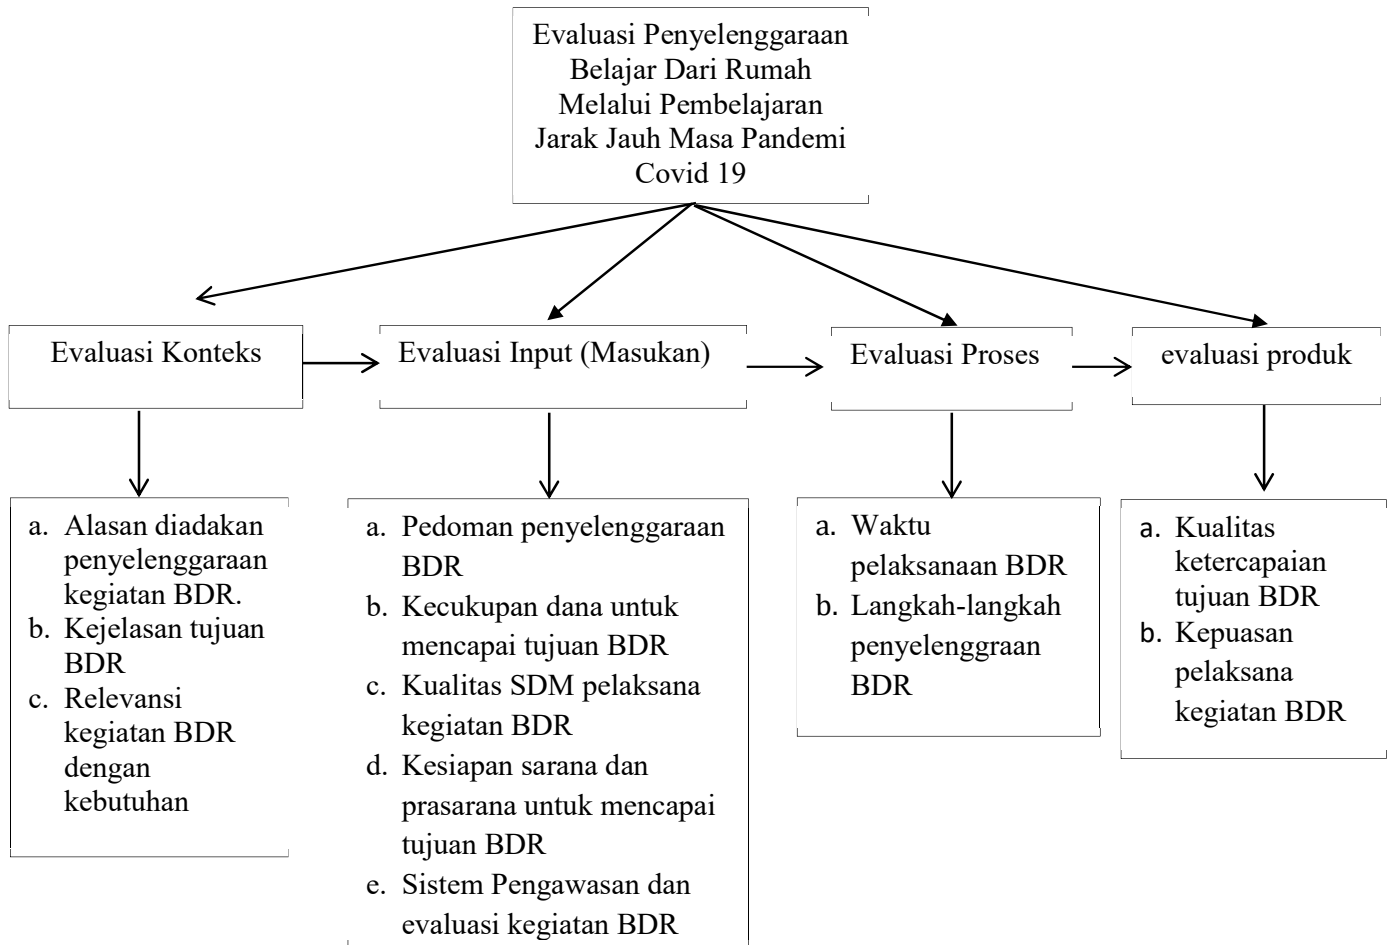 Evaluasi Penyelenggaraan
Belajar Dari Rumah
Melalui Pembelajaran
Jarak Jauh Masa Pandemi
Covid 19
Evaluasi Konteks
Evaluasi Input (Masukan)
Evaluasi Proses
evaluasi produk
a. Alasan diadakan
penyelenggaraan
kegiatan BDR.
b. Kejelasan tujuan
BDR
c. Relevansi
kegiatan BDR
dengan
kebutuhan
a. Pedoman penyelenggaraan
BDR
b. Kecukupan dana untuk
mencapai tujuan BDR
c. Kualitas SDM pelaksana
kegiatan BDR
d. Kesiapan sarana dan
prasarana untuk mencapai
tujuan BDR
e. Sistem Pengawasan dan
evaluasi kegiatan BDR
a. Waktu
pelaksanaan BDR
b. Langkah-langkah
penyelenggraan
BDR
a. Kualitas
ketercapaian
tujuan BDR
b. Kepuasan
pelaksana
kegiatan BDR